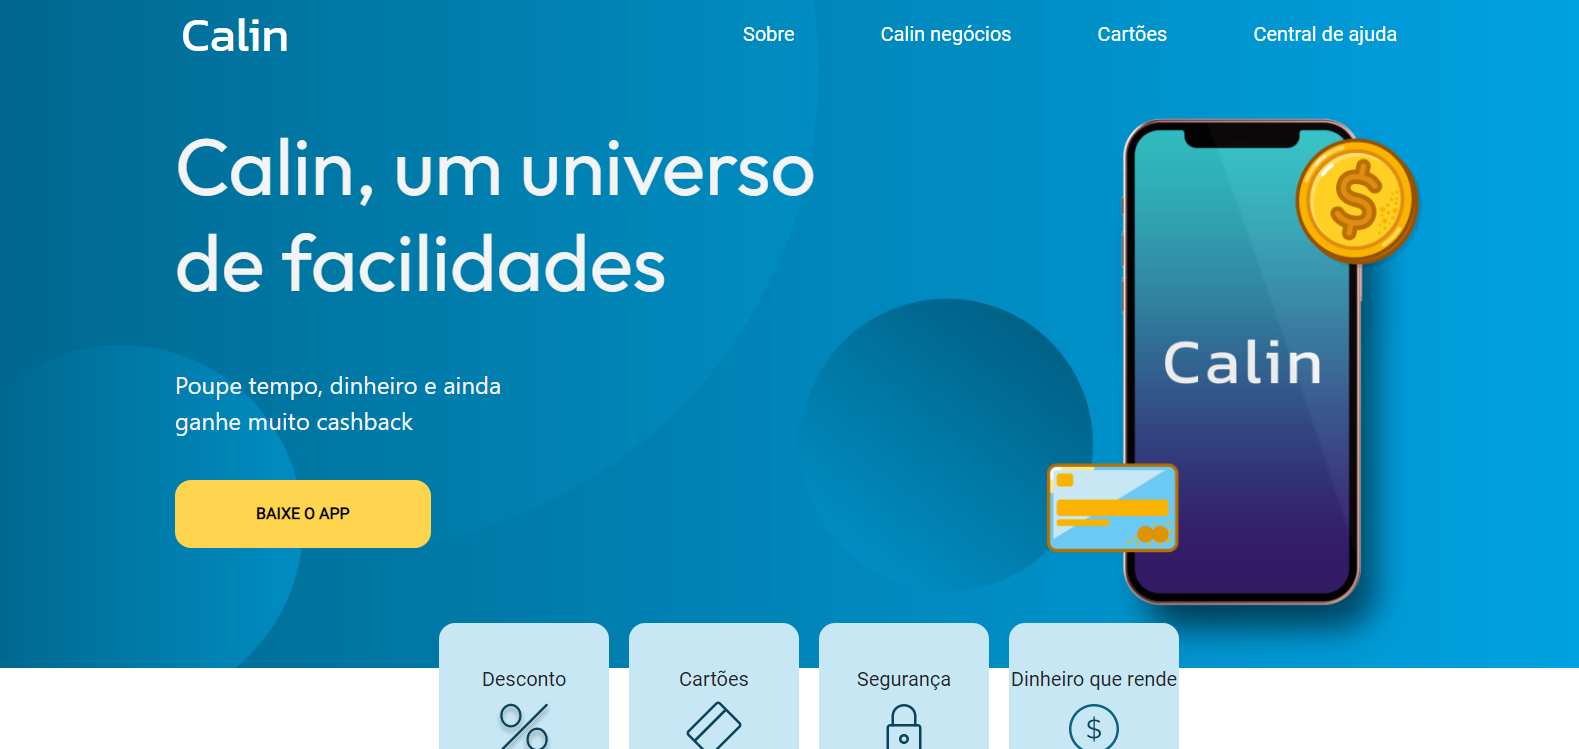 Calin
Sobre
Calin negócios
Cartões
Central de ajuda
Calin, um universo
de facilidades
Poupe tempo, dinheiro e ainda
ganhe muito cashback
BAIXE O APP
Calin
Desconto
Cartões
Segurança
Dinheiro que rende